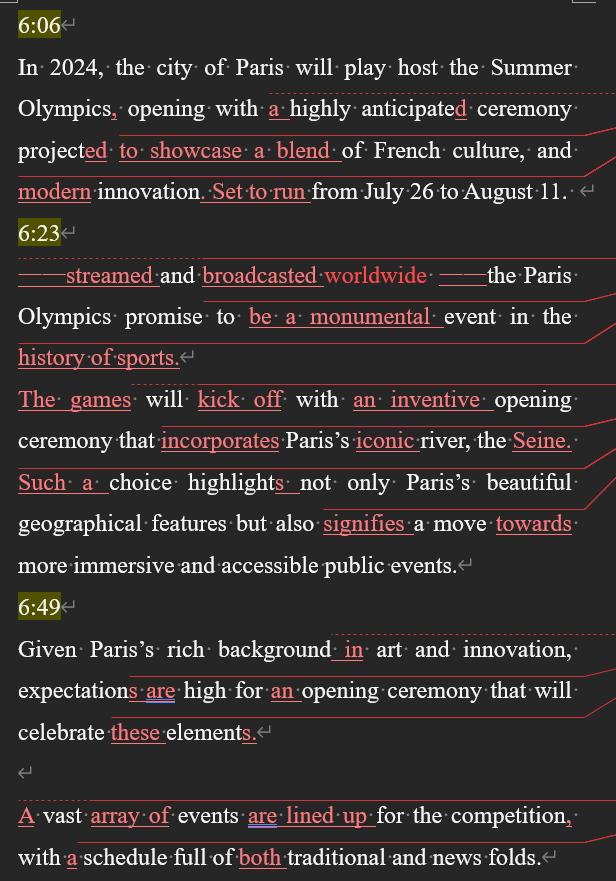 6:06
In 2024, the city of Paris will play host the Summer
Olympics, opening with a highly anticipated ceremony
projected to showcase a blend of French culture, and
modern innovation. Set to run from July 26 to August 11.
6:23
——streamed and broadcasted worldwide ——the Paris
Olympics promise to be a monumental event in the
history of sports.
The games will kick off with an inventive opening
ceremony that incorporates Paris’s iconic river, the Seine.
Such a choice highlights not only Paris’s beautiful
geographical features but also signifies a move towards
more immersive and accessible public events.
6:49
Given Paris’s rich background in art and innovation,
expectations are high for an opening ceremony that will
celebrate these elements.
A vast array of events are lined up for the competition,
with a schedule full of both traditional and news folds.